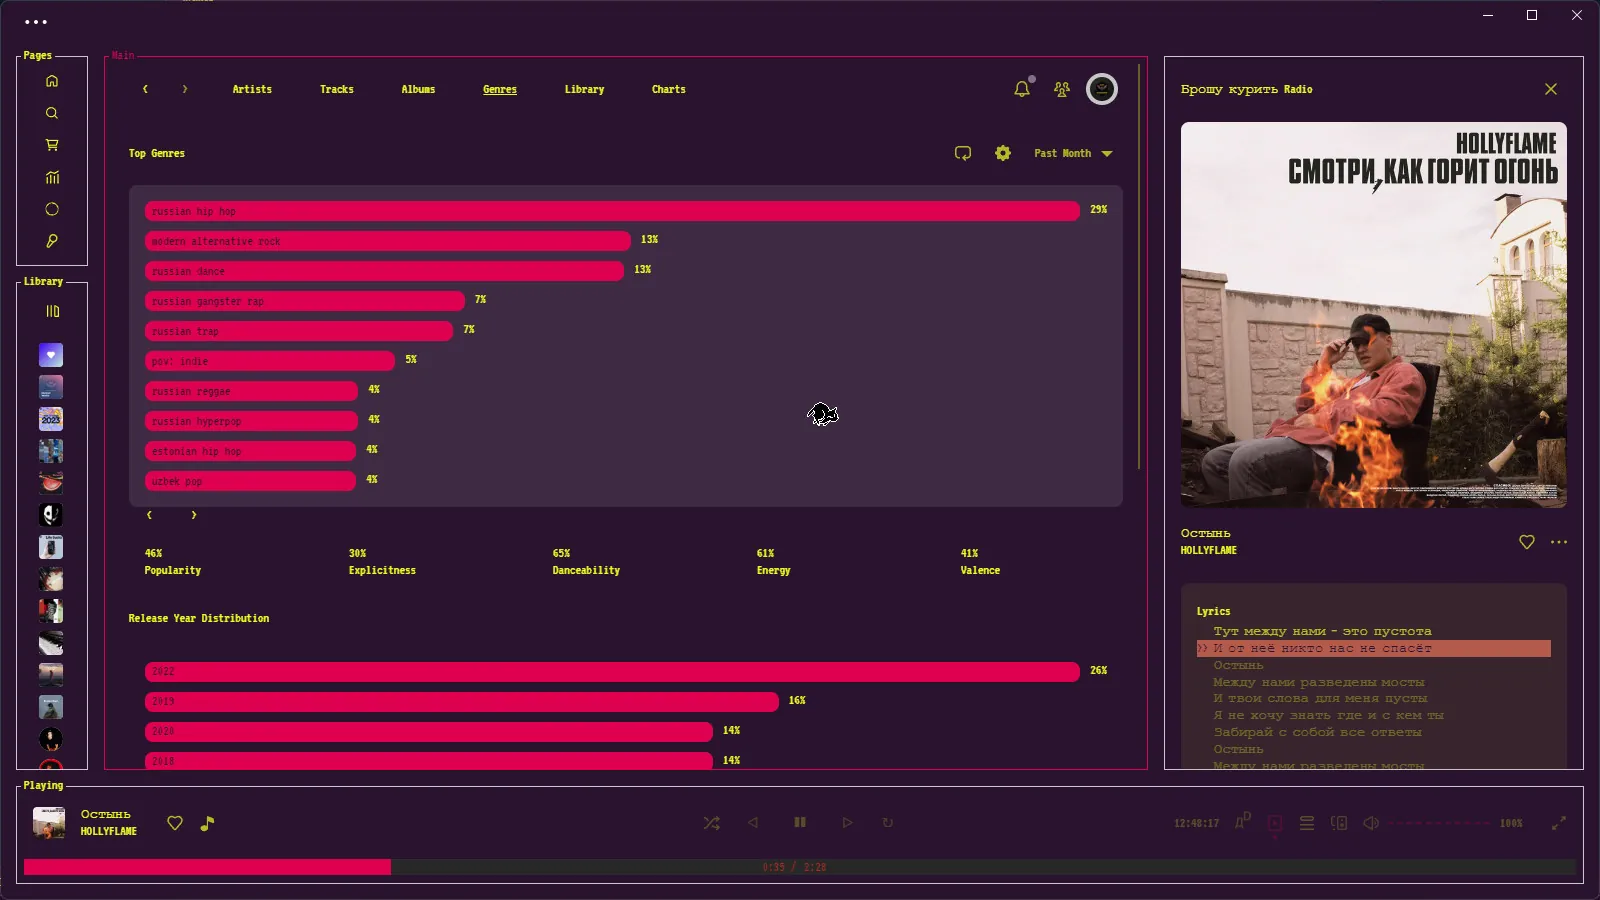 Pages
Main
Artists
Tracks
Albums
Genres
Library
Charts
Top Genres
Past Month
russian hip hop
29%
modern alternative rock
13%
russian dance
13%
russian gangster rap
7%
russian trap
7%
pov: indie
5%
russian reggae
4%
russian hyperpop
4%
estonian hip hop
4%
uzbek pop
4%
46%
Popularity
30%
Explicitness
65%
Danceability
61%
Energy
41%
Valence
Release Year Distribution
2022
26%
2019
16%
2020
14%
2018
14%
Library
2023
Брошу курить Radio
HOLLYFLAME
СМОТРИ, КАК ГОРИТ ОГОНЬ
Остынь
HOLLYFLAME
Lyrics
Тут между нами - это пустота
И от неё никто нас не спасёт
Остынь
Между нами разведены мосты
И твои слова для меня пусты
Я не хочу знать где и с кем ты
Забирай с собой все ответы
Остынь
Между нами разведены мосты
Playing
Остынь
HOLLYFLAME
12:48:17
100%
0:35 / 2:28